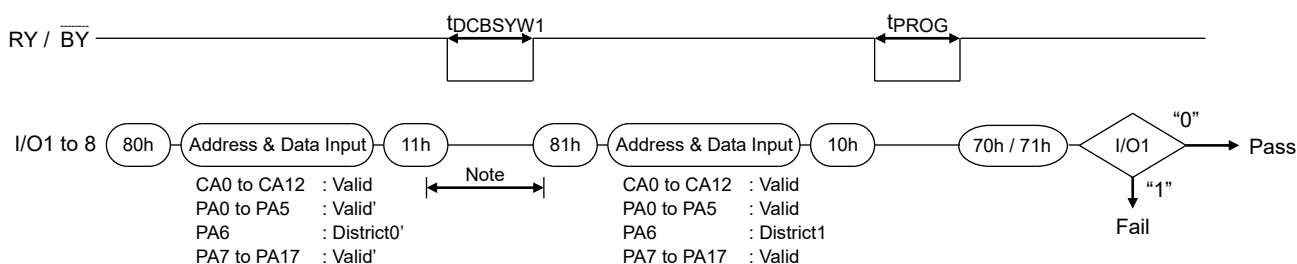 tDCBSYW1
tPROG
RY / BY
I/O1 to 8
80h
Address & Data Input
11h
81h
Address & Data Input
10h
70h / 71h
I/O1
“0”
Pass
“1”
Fail
Note
CA0 to CA12 : Valid
PA0 to PA5 : Valid’
PA6 : District0’
PA7 to PA17 : Valid’
CA0 to CA12 : Valid
PA0 to PA5 : Valid
PA6 : District1
PA7 to PA17 : Valid